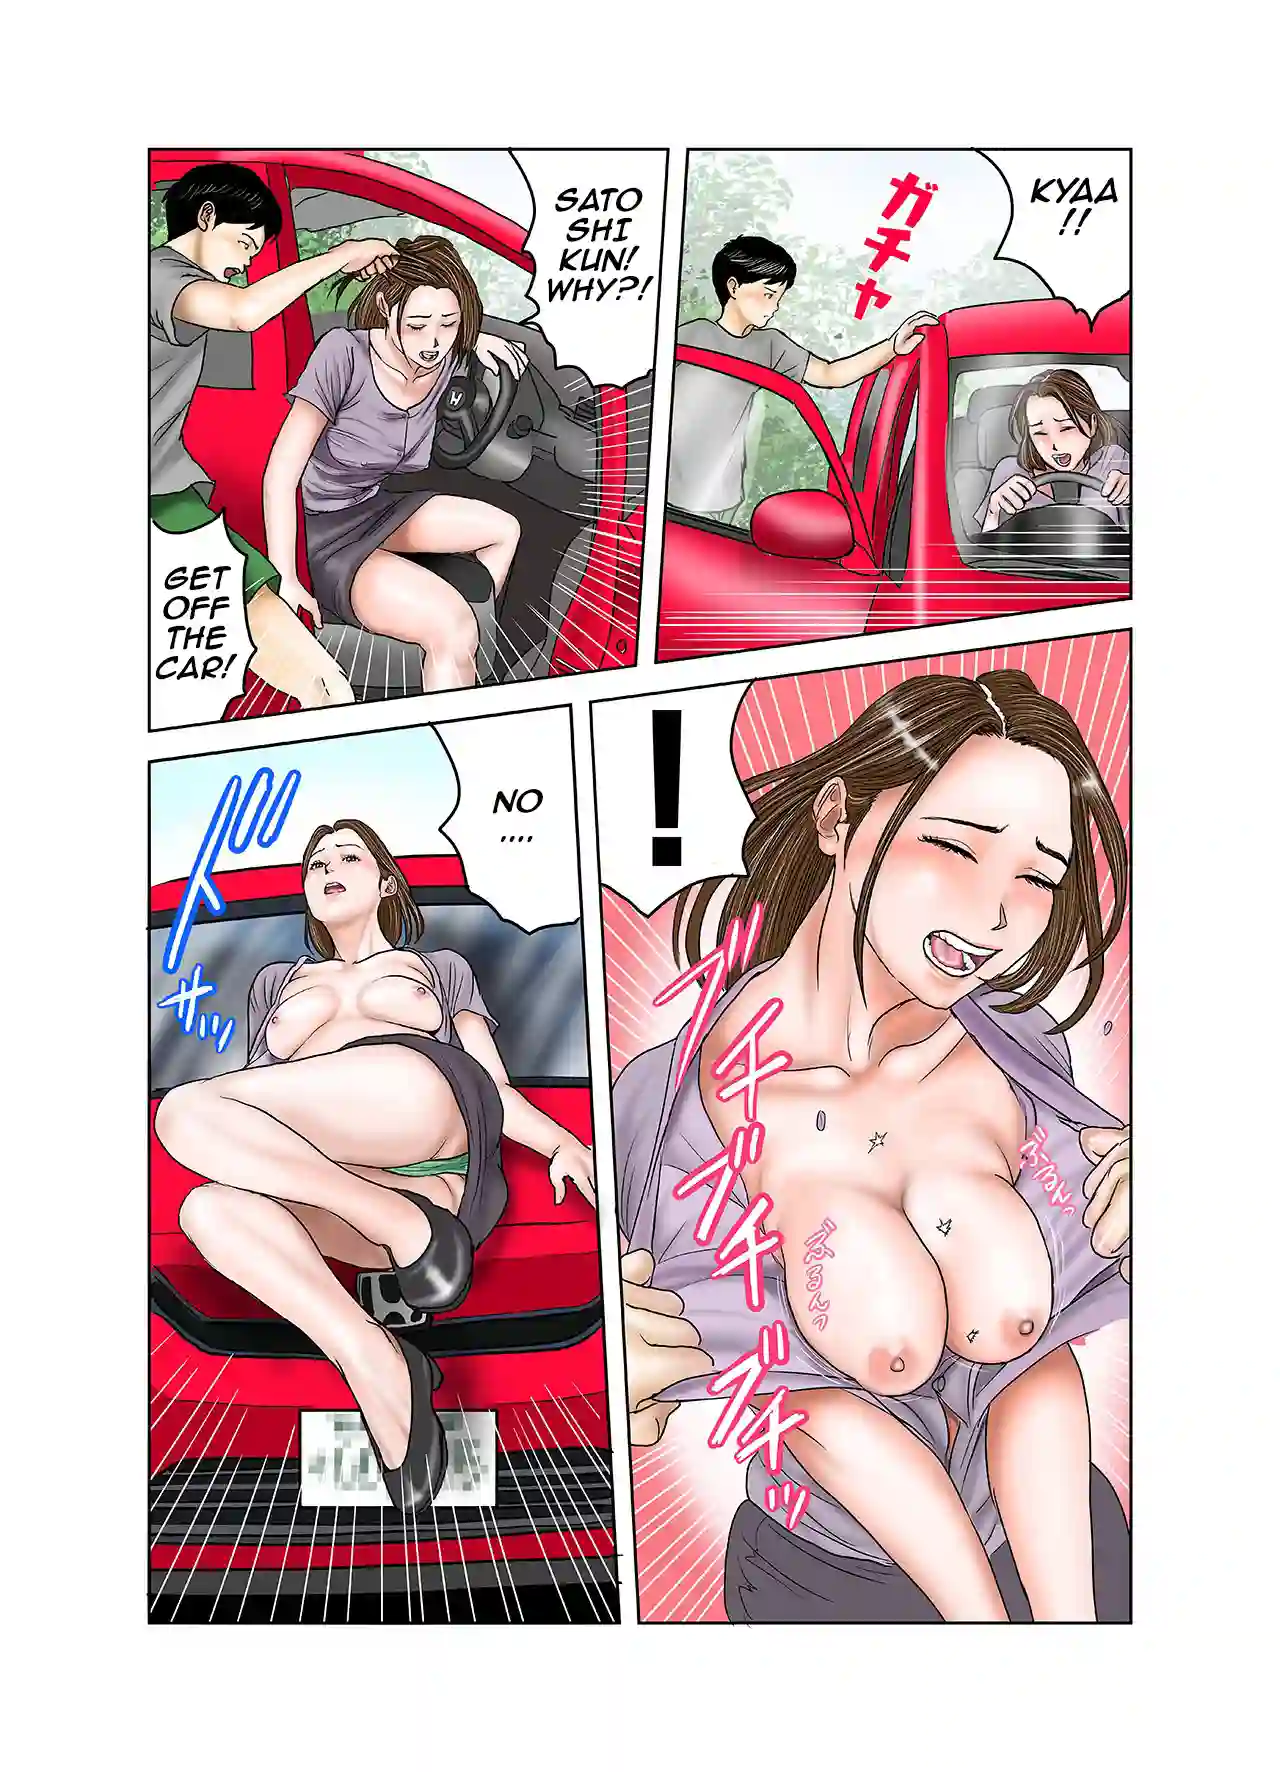 KYAA
!!
ガチャ
SATO
SHI
KUN!
WHY?!
GET
OFF
THE
CAR!
!
ブチ
ブチ
ブチッ
ぶるんっ
ぶるんっ
NO
....
ドサッ